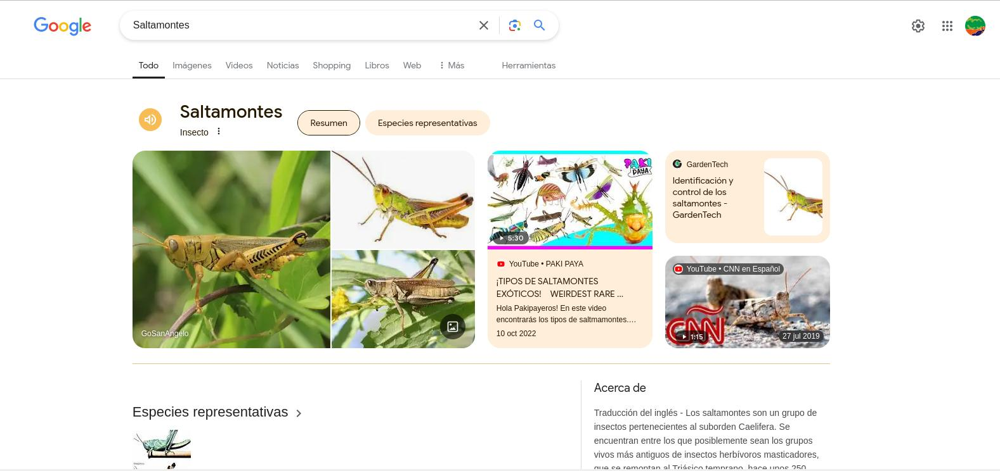 Google
Saltamontes
Todo
Imágenes
Videos
Noticias
Shopping
Libros
Web
Más
Herramientas
Saltamontes
Insecto
Resumen
Especies representativas
GoSanAngelo
PAKI
PAYA
5:30
YouTube • PAKI PAYA
¡TIPOS DE SALTAMONTES
EXÓTICOS! WEIRDEST RARE ...
Hola Pakipayeros! En este video
encontrarás los tipos de saltmamontes....
10 oct 2022
GardenTech
Identificación y
control de los
saltamontes -
GardenTech
YouTube • CNN en Español
CNN
1:15
27 jul 2019
Especies representativas
Acerca de
Traducción del inglés - Los saltamontes son un grupo de
insectos pertenecientes al suborden Caelifera. Se
encuentran entre los que posiblemente sean los grupos
vivos más antiguos de insectos herbívoros masticadores,
que se remontan al Triásico temprano, hace unos 250